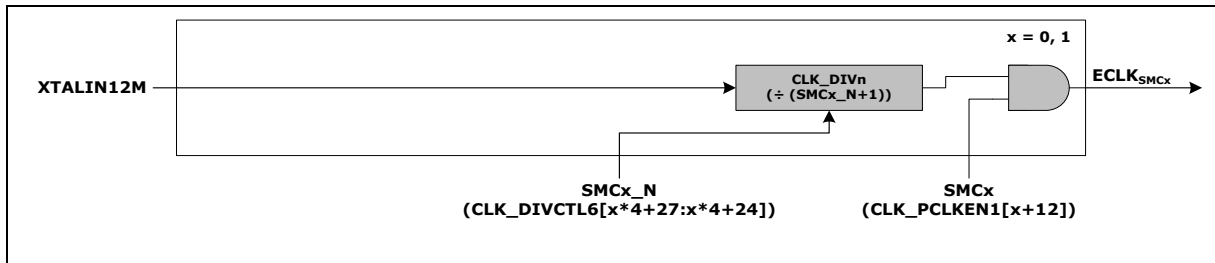 x = 0, 1
XTALIN12M
CLK_DIVn
(÷ (SMCx_N+1))
ECLKSMCx
SMCx_N
(CLK_DIVCTL6[x*4+27:x*4+24])
SMCx
(CLK_PCLKEN1[x+12])